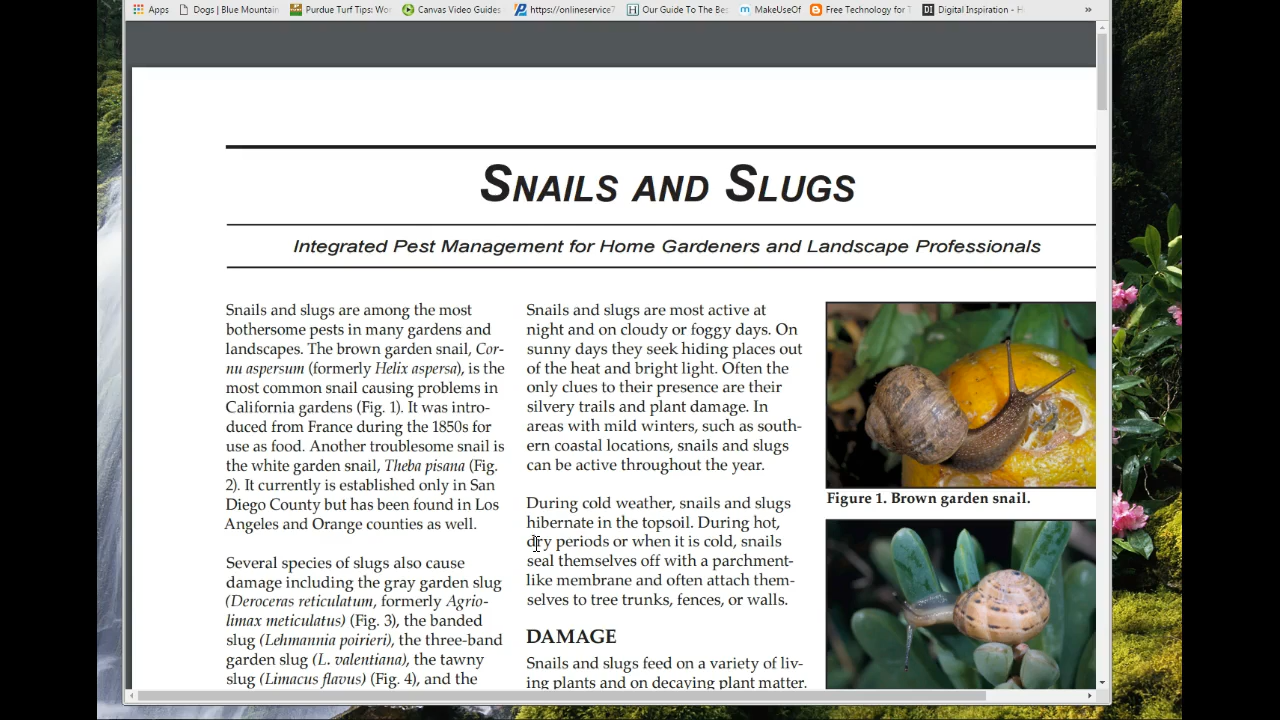 Apps Dogs | Blue Mountain Purdue Turf Tips: Wo Canvas Video Guides https://onlineservice7 Our Guide To The Bes MakeUseOf Free Technology for T Digital Inspiration - H »
SNAILS AND SLUGS
Integrated Pest Management for Home Gardeners and Landscape Professionals
Snails and slugs are among the most
bothersome pests in many gardens and
landscapes. The brown garden snail, Cor-
nu aspersum (formerly Helix aspersa), is the
most common snail causing problems in
California gardens (Fig. 1). It was intro-
duced from France during the 1850s for
use as food. Another troublesome snail is
the white garden snail, Theba pisana (Fig.
2). It currently is established only in San
Diego County but has been found in Los
Angeles and Orange counties as well.
Several species of slugs also cause
damage including the gray garden slug
(Deroceras reticulatum, formerly Agrio-
limax meticulatus) (Fig. 3), the banded
slug (Lehmannia poirieri), the three-band
garden slug (L. valentiana), the tawny
slug (Limacus flavus) (Fig. 4), and the
Snails and slugs are most active at
night and on cloudy or foggy days. On
sunny days they seek hiding places out
of the heat and bright light. Often the
only clues to their presence are their
silvery trails and plant damage. In
areas with mild winters, such as south-
ern coastal locations, snails and slugs
can be active throughout the year.
During cold weather, snails and slugs
hibernate in the topsoil. During hot,
dry periods or when it is cold, snails
seal themselves off with a parchment-
like membrane and often attach them-
selves to tree trunks, fences, or walls.
DAMAGE
Snails and slugs feed on a variety of liv-
ing plants and on decaying plant matter.
Figure 1. Brown garden snail.